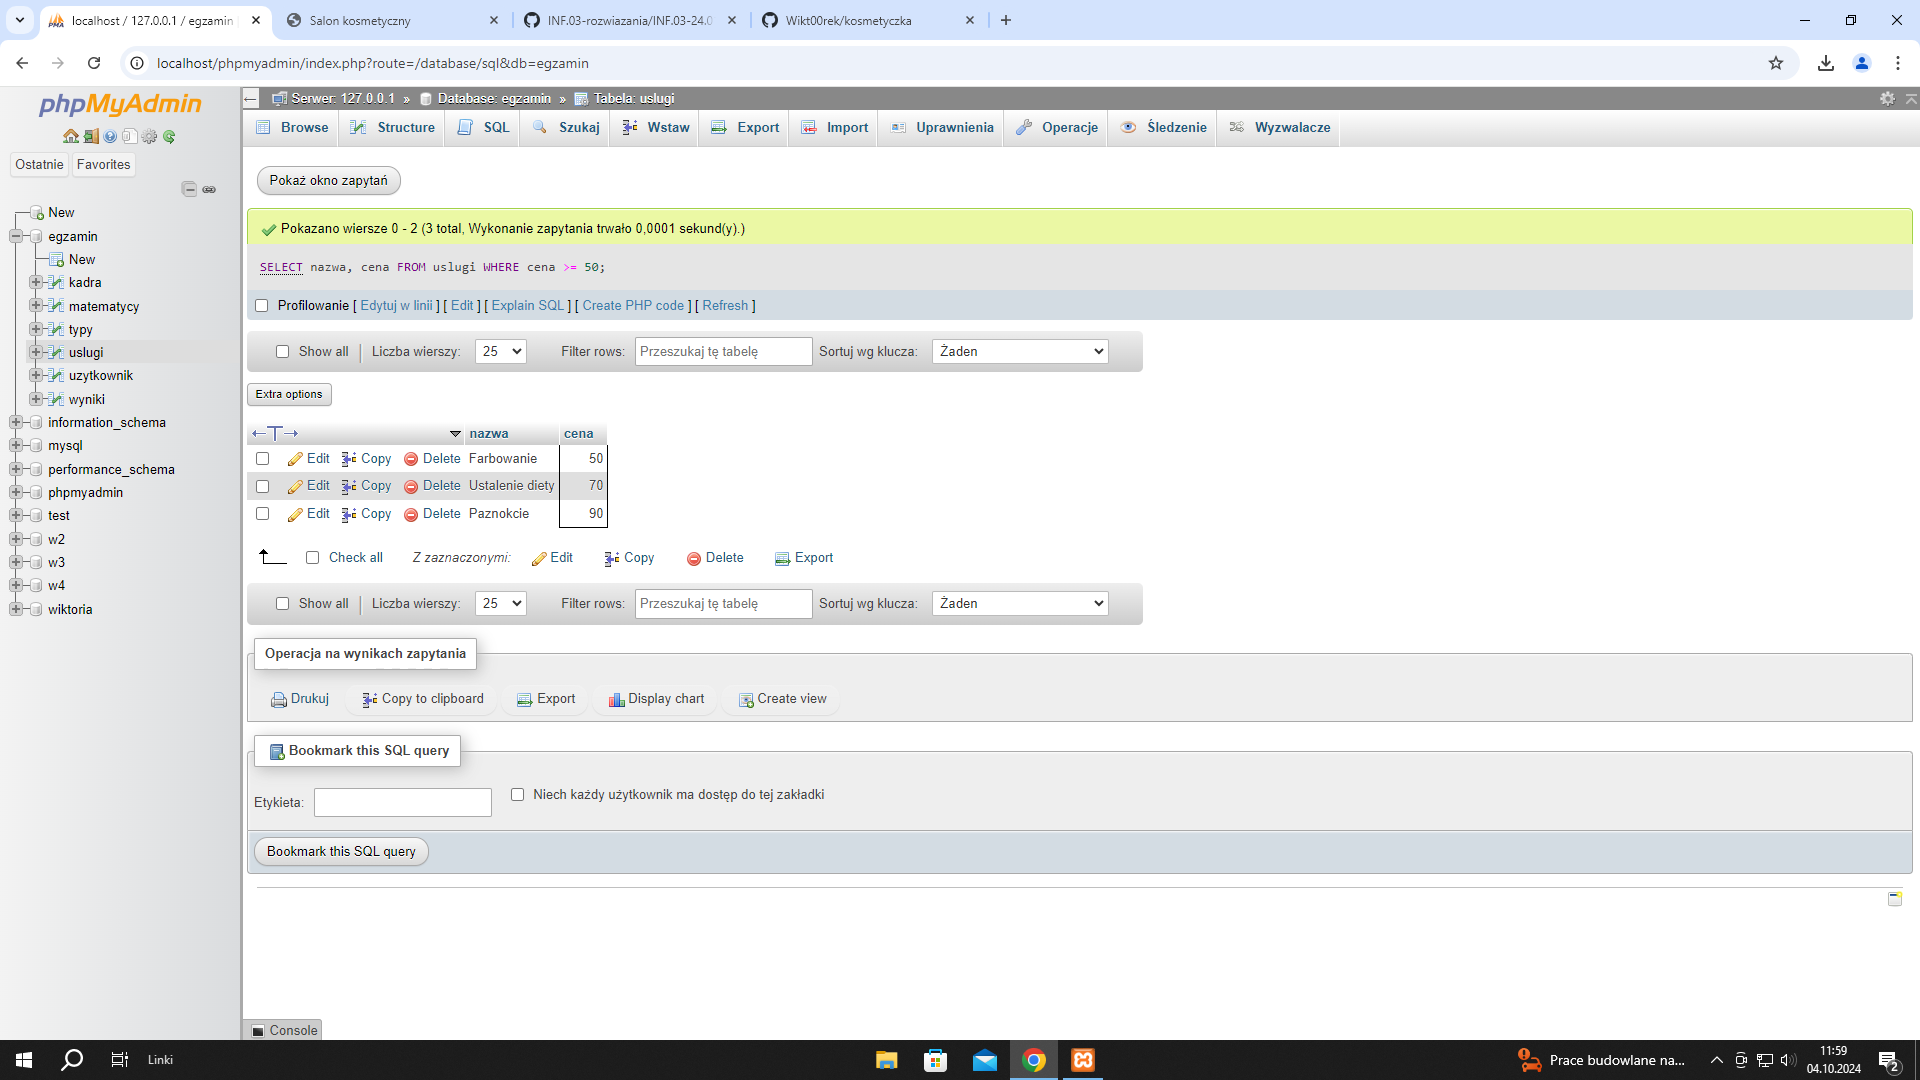 localhost / 127.0.0.1 / egzamin
Salon kosmetyczny
INF.03-rozwiazania/INF.03-24.0
Wikt00rek/kosmetyczka
localhost/phpmyadmin/index.php?route=/database/sql&db=egzamin
phpMyAdmin
Serwer: 127.0.0.1 » Database: egzamin » Tabela: uslugi
Browse Structure SQL Szukaj Wstaw Export Import Uprawnienia Operacje Śledzenie Wyzwalacze
Ostatnie Favorites
New
egzamin
New
kadra
matematycy
typy
uslugi
uzytkownik
wyniki
information_schema
mysql
performance_schema
phpmyadmin
test
w2
w3
w4
wiktoria
Pokaż okno zapytań
Pokazano wiersze 0 - 2 (3 total, Wykonanie zapytania trwało 0,0001 sekund(y).)
SELECT nazwa, cena FROM uslugi WHERE cena >= 50;
Profilowanie [ Edytuj w linii ] [ Edit ] [ Explain SQL ] [ Create PHP code ] [ Refresh ]
Show all Liczba wierszy: 25 Filter rows: Przeszukaj tę tabelę Sortuj wg klucza: Żaden
Extra options
nazwa cena
Edit Copy Delete Farbowanie 50
Edit Copy Delete Ustalenie diety 70
Edit Copy Delete Paznokcie 90
Check all Z zaznaczonymi: Edit Copy Delete Export
Show all Liczba wierszy: 25 Filter rows: Przeszukaj tę tabelę Sortuj wg klucza: Żaden
Operacja na wynikach zapytania
Drukuj Copy to clipboard Export Display chart Create view
Bookmark this SQL query
Etykieta: Niech każdy użytkownik ma dostęp do tej zakładki
Bookmark this SQL query
Console
Linki
Prace budowlane na...
11:59
04.10.2024
2